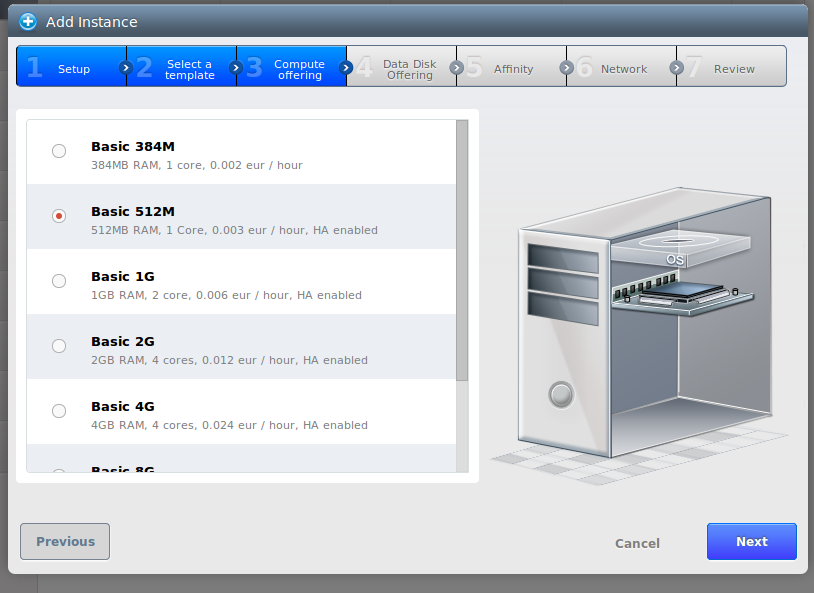 Add Instance
1 Setup
2 Select a
template
3 Compute
offering
4 Data Disk
Offering
5 Affinity
6 Network
7 Review
Basic 384M
384MB RAM, 1 core, 0.002 eur / hour
Basic 512M
512MB RAM, 1 Core, 0.003 eur / hour, HA enabled
Basic 1G
1GB RAM, 2 core, 0.006 eur / hour, HA enabled
Basic 2G
2GB RAM, 4 cores, 0.012 eur / hour, HA enabled
Basic 4G
4GB RAM, 4 cores, 0.024 eur / hour, HA enabled
Basic 8G
OS
Previous
Cancel
Next